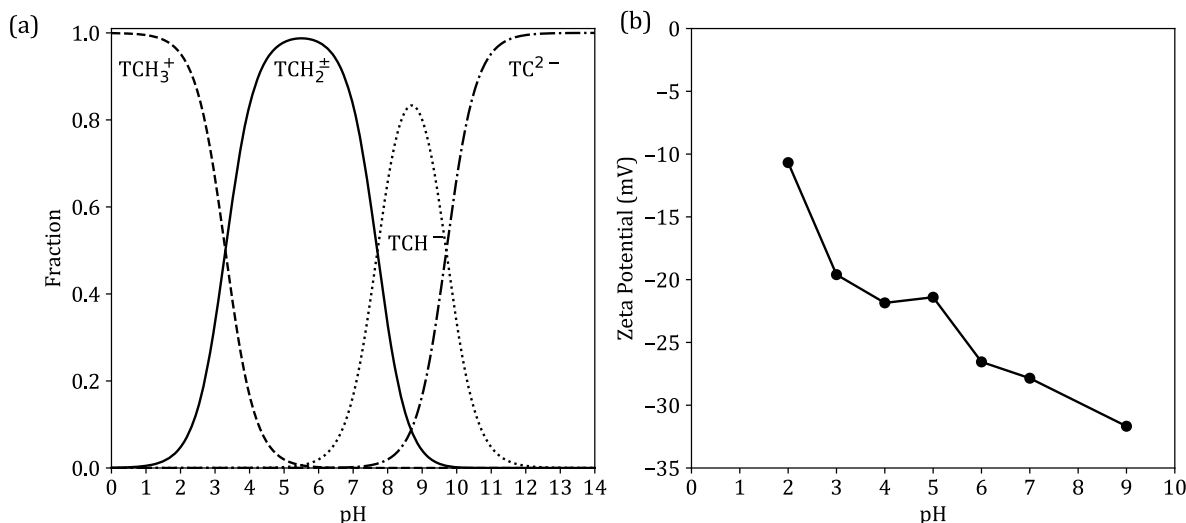 (a)
1.0
0.8
0.6
0.4
0.2
0.0
Fraction
TCH₃⁺
TCH₂±
TC²⁻
TCH⁻
0 1 2 3 4 5 6 7 8 9 10 11 12 13 14
pH
(b)
0
−5
−10
−15
−20
−25
−30
−35
Zeta Potential (mV)
0 1 2 3 4 5 6 7 8 9 10
pH